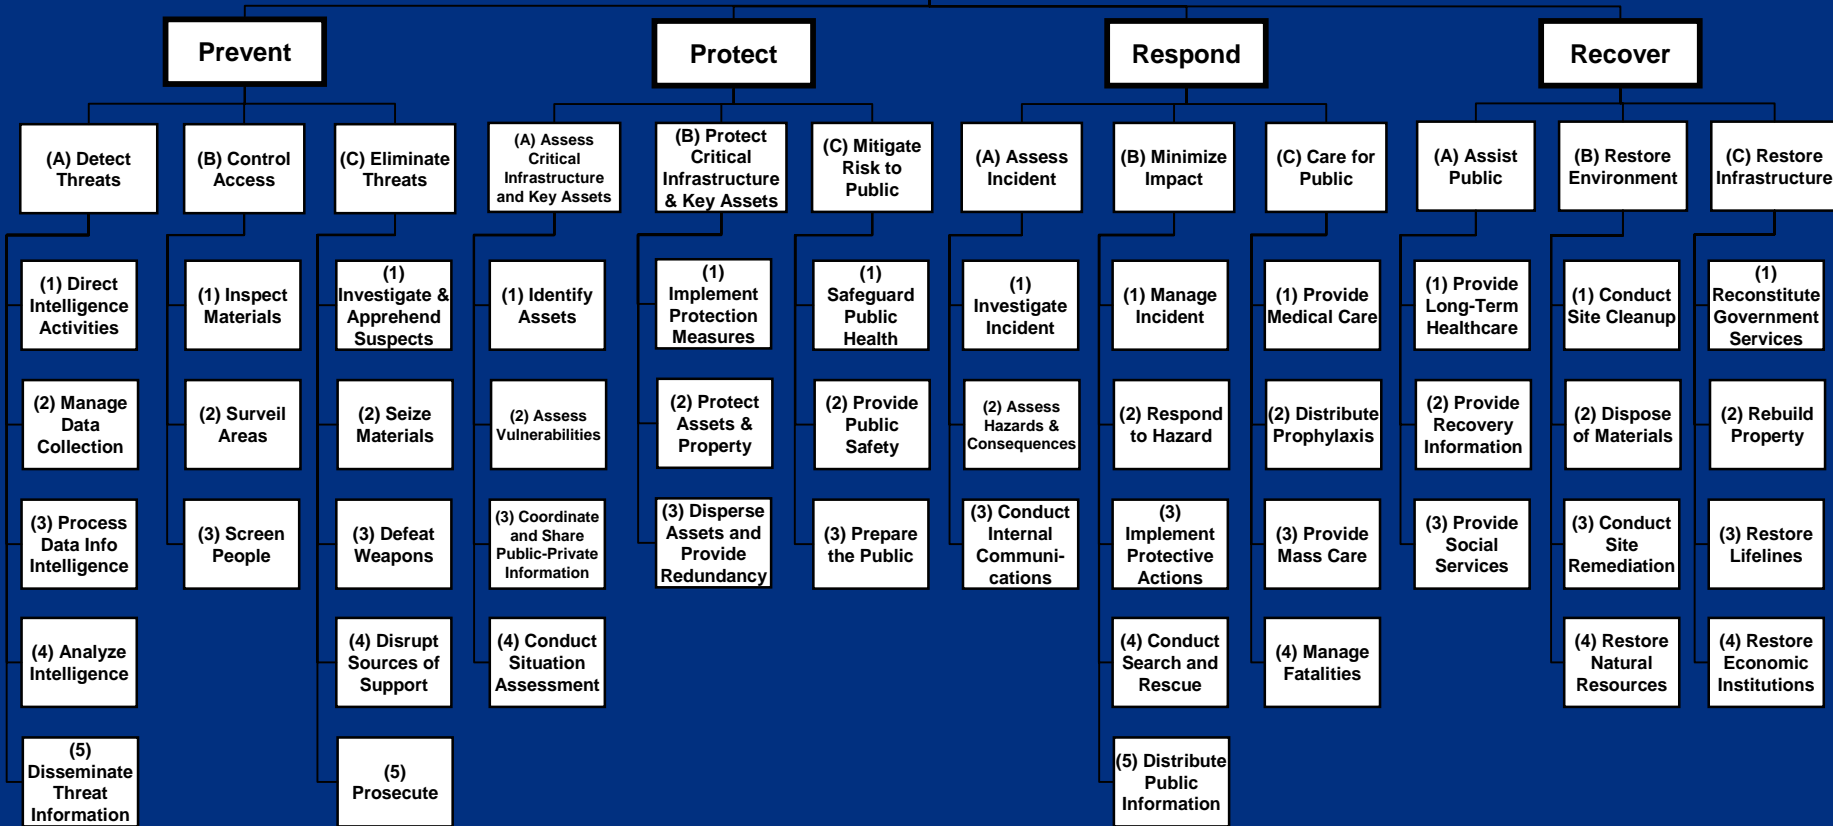 Prevent
Protect
Respond
Recover
(A) Detect
Threats
(B) Control
Access
(C) Eliminate
Threats
(A) Assess
Critical
Infrastructure
and Key Assets
(B) Protect
Critical
Infrastructure
& Key Assets
(C) Mitigate
Risk to
Public
(A) Assess
Incident
(B) Minimize
Impact
(C) Care for
Public
(A) Assist
Public
(B) Restore
Environment
(C) Restore
Infrastructure
(1) Direct
Intelligence
Activities
(1) Inspect
Materials
(1)
Investigate &
Apprehend
Suspects
(1) Identify
Assets
(1)
Implement
Protection
Measures
(1)
Safeguard
Public
Health
(1)
Investigate
Incident
(1) Manage
Incident
(1) Provide
Medical Care
(1) Provide
Long-Term
Healthcare
(1) Conduct
Site Cleanup
(1)
Reconstitute
Government
Services
(2) Manage
Data
Collection
(2) Surveil
Areas
(2) Seize
Materials
(2) Assess
Vulnerabilities
(2) Protect
Assets &
Property
(2) Provide
Public
Safety
(2) Assess
Hazards &
Consequences
(2) Respond
to Hazard
(2) Distribute
Prophylaxis
(2) Provide
Recovery
Information
(2) Dispose
of Materials
(2) Rebuild
Property
(3) Process
Data Info
Intelligence
(3) Screen
People
(3) Defeat
Weapons
(3) Coordinate
and Share
Public-Private
Information
(3) Disperse
Assets and
Provide
Redundancy
(3) Prepare
the Public
(3) Conduct
Internal
Communi-
cations
(3)
Implement
Protective
Actions
(3) Provide
Mass Care
(3) Provide
Social
Services
(3) Conduct
Site
Remediation
(3) Restore
Lifelines
(4) Analyze
Intelligence
(4) Disrupt
Sources of
Support
(4) Conduct
Situation
Assessment
(4) Conduct
Search and
Rescue
(4) Manage
Fatalities
(4) Restore
Natural
Resources
(4) Restore
Economic
Institutions
(5)
Disseminate
Threat
Information
(5)
Prosecute
(5) Distribute
Public
Information